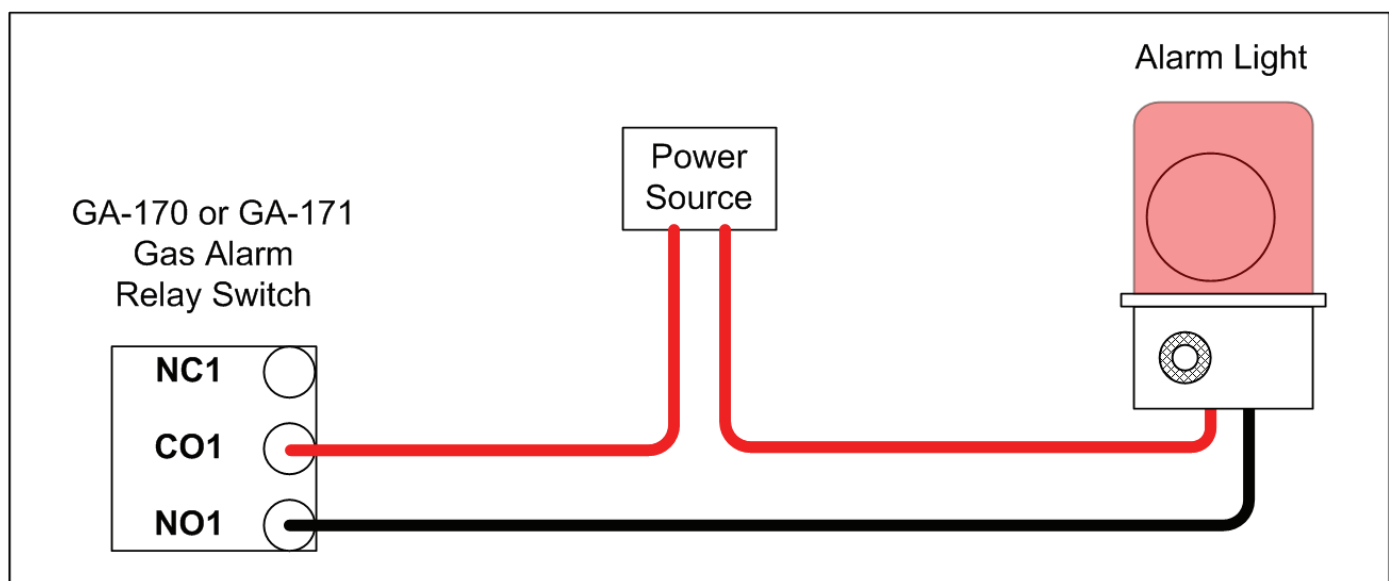 Alarm Light
Power
Source
GA-170 or GA-171
Gas Alarm
Relay Switch
NC1
CO1
NO1